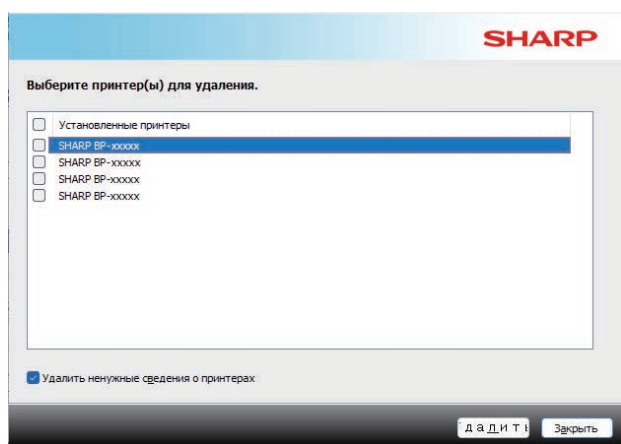 SHARP
Выберите принтер(ы) для удаления.
Установленные принтеры
SHARP BP-xxxxx
SHARP BP-xxxxx
SHARP BP-xxxxx
SHARP BP-xxxxx
Удалить ненужные сведения о принтерах
далить Закрыть